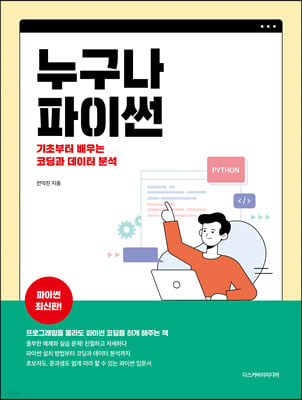 누구나
파이썬
기초부터 배우는
코딩과 데이터 분석
전익진 지음
PYTHON
</>
파이썬
최신판!
프로그래밍을 몰라도 파이썬 코딩을 하게 해주는 책
풍부한 예제와 실습 문제! 친절하고 자세하다
파이썬 설치 방법부터 코딩과 데이터 분석까지
초보자도, 문과생도 쉽게 따라 할 수 있는 파이썬 입문서
디스커버리미디어